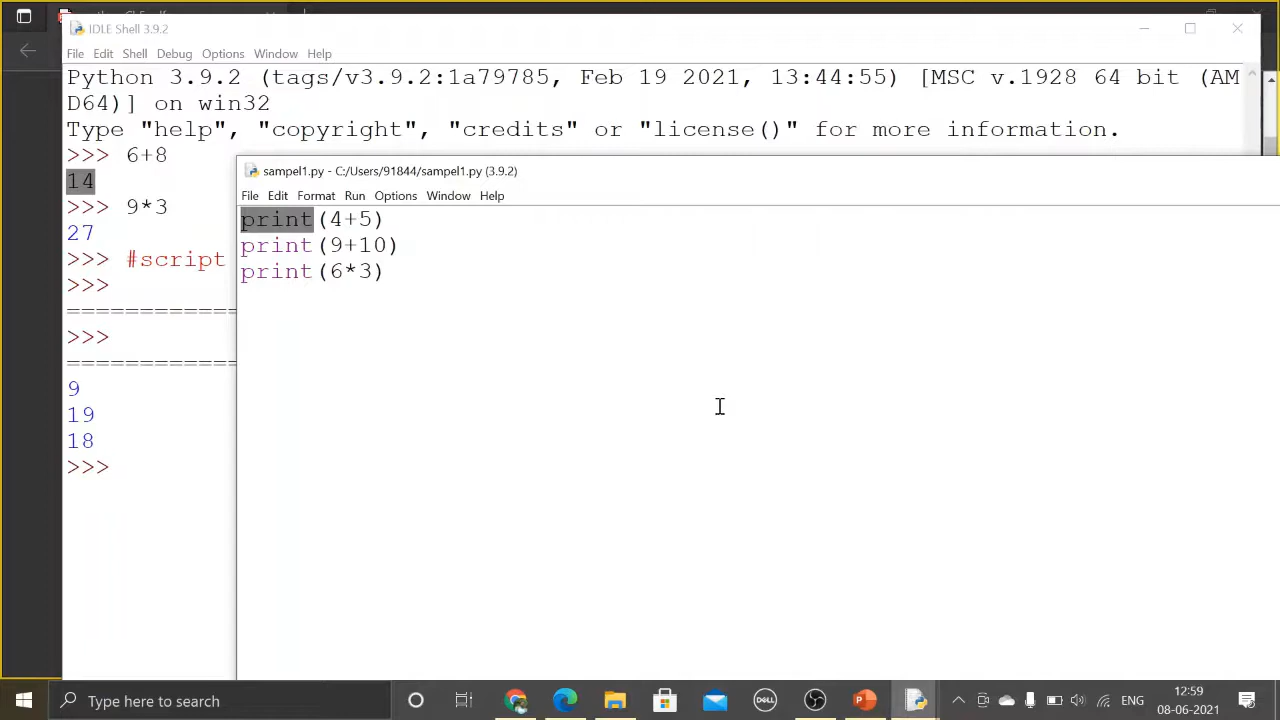 IDLE Shell 3.9.2
File Edit Shell Debug Options Window Help
Python 3.9.2 (tags/v3.9.2:1a79785, Feb 19 2021, 13:44:55) [MSC v.1928 64 bit (AM
D64)] on win32
Type "help", "copyright", "credits" or "license()" for more information.
>>> 6+8
14
>>> 9*3
27
>>> #script
>>>
============
>>>
============
9
19
18
>>>
sampel1.py - C:/Users/91844/sampel1.py (3.9.2)
File Edit Format Run Options Window Help
print(4+5)
print(9+10)
print(6*3)
Type here to search
DELL
ENG
12:59
08-06-2021